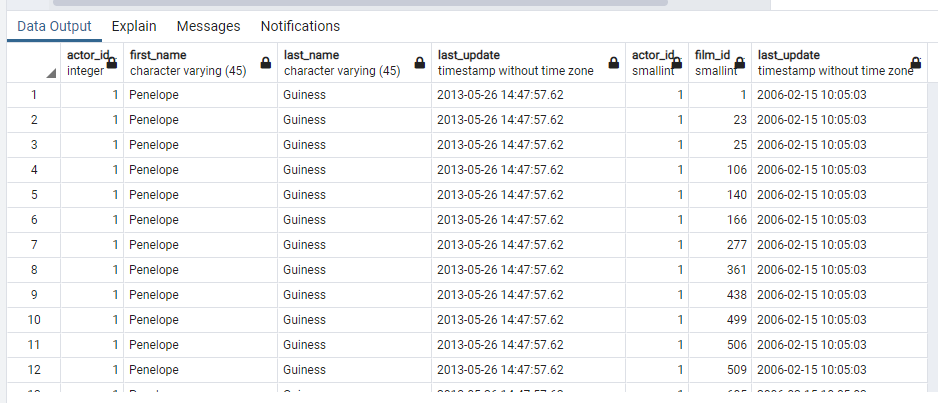 Data Output Explain Messages Notifications
actor_id first_name last_name last_update actor_id film_id last_update
integer character varying (45) character varying (45) timestamp without time zone smallint smallint timestamp without time zone
1 1 Penelope Guiness 2013-05-26 14:47:57.62 1 1 2006-02-15 10:05:03
2 1 Penelope Guiness 2013-05-26 14:47:57.62 1 23 2006-02-15 10:05:03
3 1 Penelope Guiness 2013-05-26 14:47:57.62 1 25 2006-02-15 10:05:03
4 1 Penelope Guiness 2013-05-26 14:47:57.62 1 106 2006-02-15 10:05:03
5 1 Penelope Guiness 2013-05-26 14:47:57.62 1 140 2006-02-15 10:05:03
6 1 Penelope Guiness 2013-05-26 14:47:57.62 1 166 2006-02-15 10:05:03
7 1 Penelope Guiness 2013-05-26 14:47:57.62 1 277 2006-02-15 10:05:03
8 1 Penelope Guiness 2013-05-26 14:47:57.62 1 361 2006-02-15 10:05:03
9 1 Penelope Guiness 2013-05-26 14:47:57.62 1 438 2006-02-15 10:05:03
10 1 Penelope Guiness 2013-05-26 14:47:57.62 1 499 2006-02-15 10:05:03
11 1 Penelope Guiness 2013-05-26 14:47:57.62 1 506 2006-02-15 10:05:03
12 1 Penelope Guiness 2013-05-26 14:47:57.62 1 509 2006-02-15 10:05:03